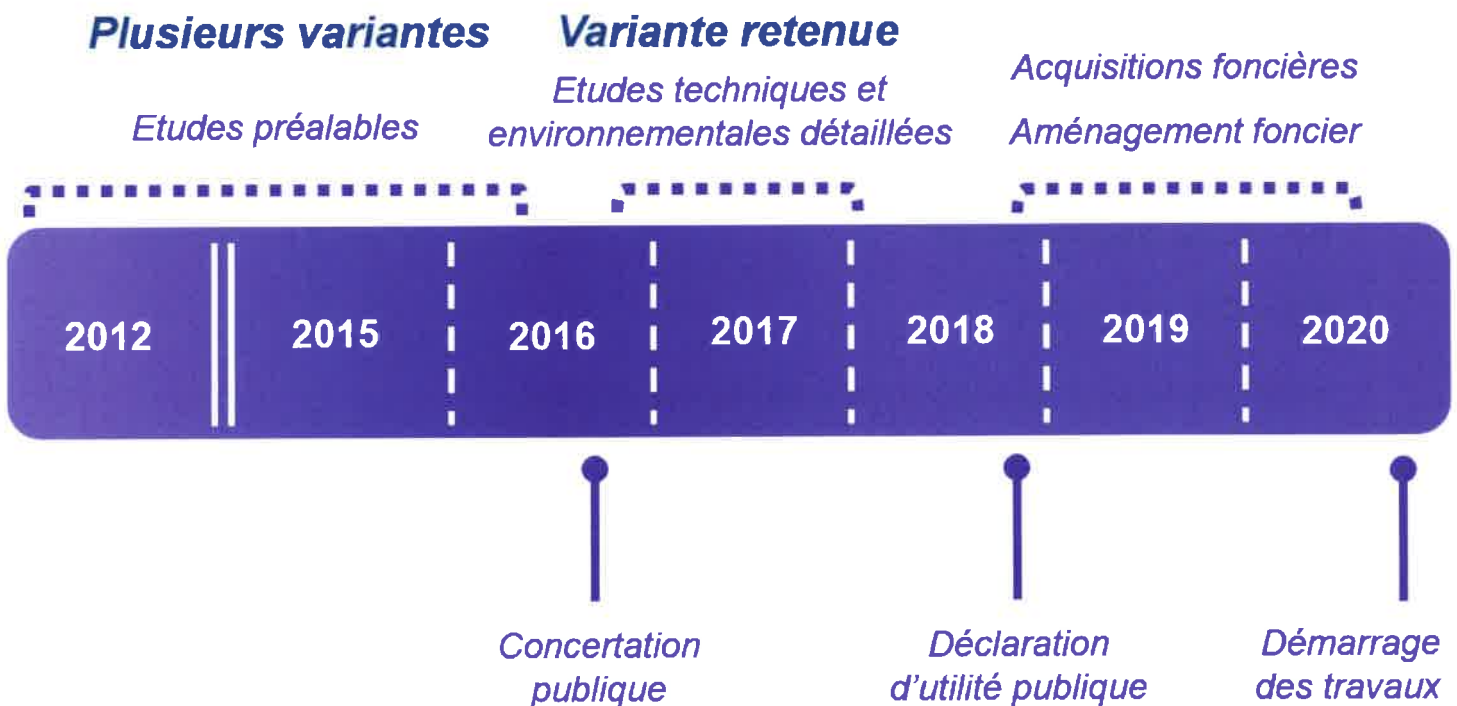 Plusieurs variantes
Variante retenue
Etudes préalables
Etudes techniques et
environnementales détaillées
Acquisitions foncières
Aménagement foncier
2012
2015
2016
2017
2018
2019
2020
Concertation
publique
Déclaration
d'utilité publique
Démarrage
des travaux